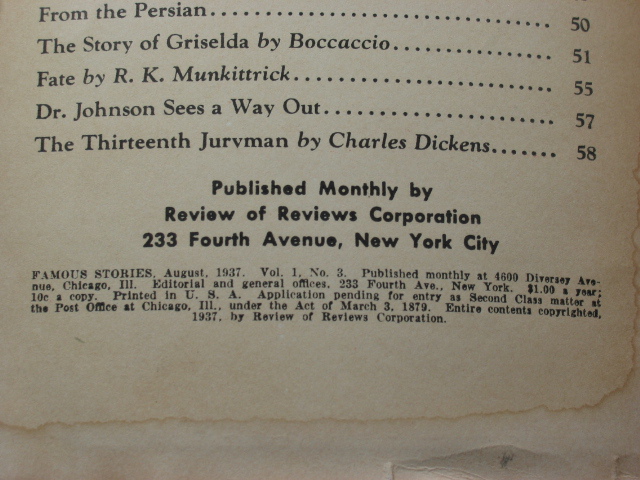 From the Persian.................................... 50
The Story of Griselda by Boccaccio................. 51
Fate by R. K. Munkittrick........................... 55
Dr. Johnson Sees a Way Out......................... 57
The Thirteenth Juryman by Charles Dickens....... 58
Published Monthly by
Review of Reviews Corporation
233 Fourth Avenue, New York City
FAMOUS STORIES, August, 1937. Vol. 1, No. 3. Published monthly at 4600 Diversey Ave-
nue, Chicago, Ill. Editorial and general offices, 233 Fourth Ave., New York. $1.00 a year;
10c a copy. Printed in U. S. A. Application pending for entry as Second Class matter at
the Post Office at Chicago, Ill., under the Act of March 3, 1879. Entire contents copyrighted,
1937, by Review of Reviews Corporation.